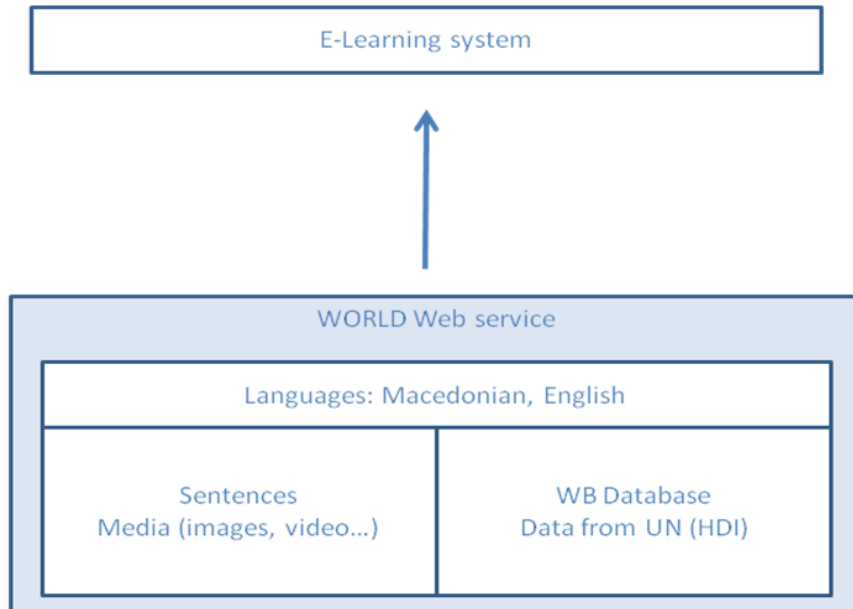 E-Learning system
WORLD Web service
Languages: Macedonian, English
Sentences
Media (images, video...)
WB Database
Data from UN (HDI)